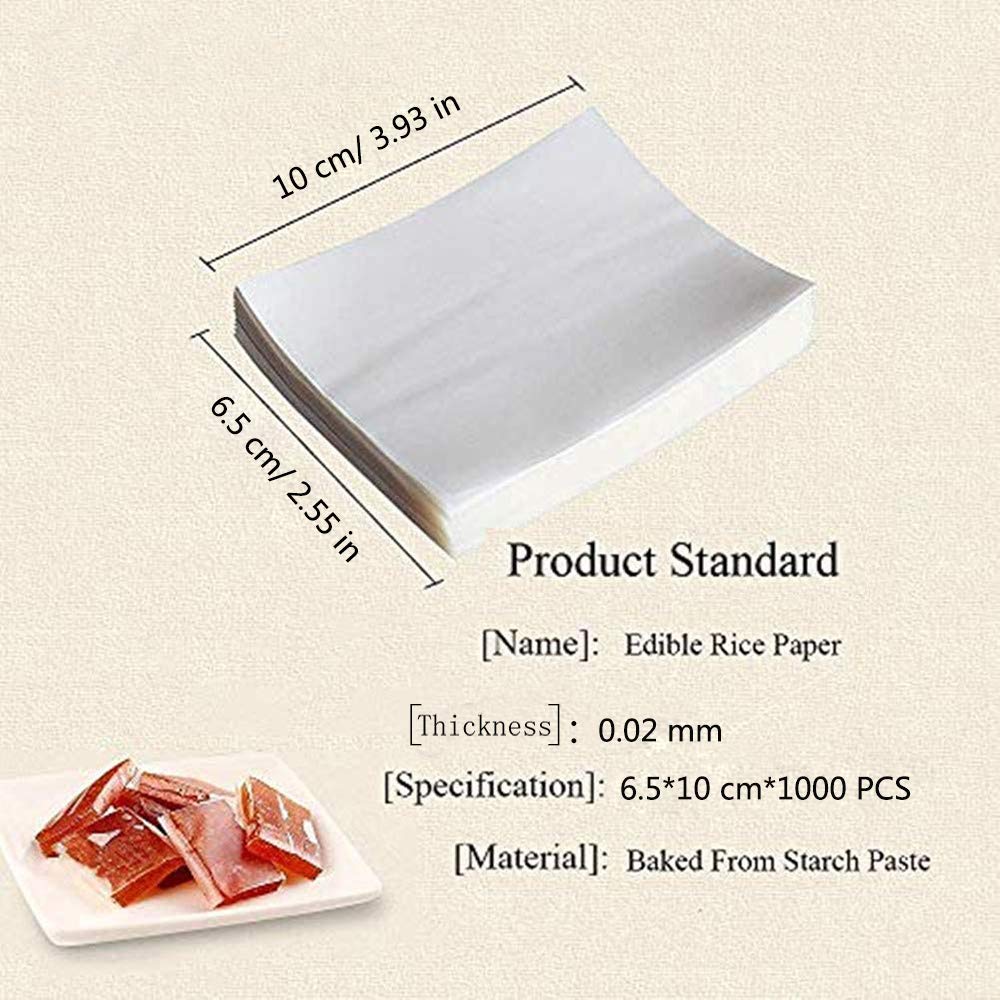 10 cm/ 3.93 in
6.5 cm/ 2.55 in
Product Standard
[Name]: Edible Rice Paper
[Thickness]: 0.02 mm
[Specification]: 6.5*10 cm*1000 PCS
[Material]: Baked From Starch Paste